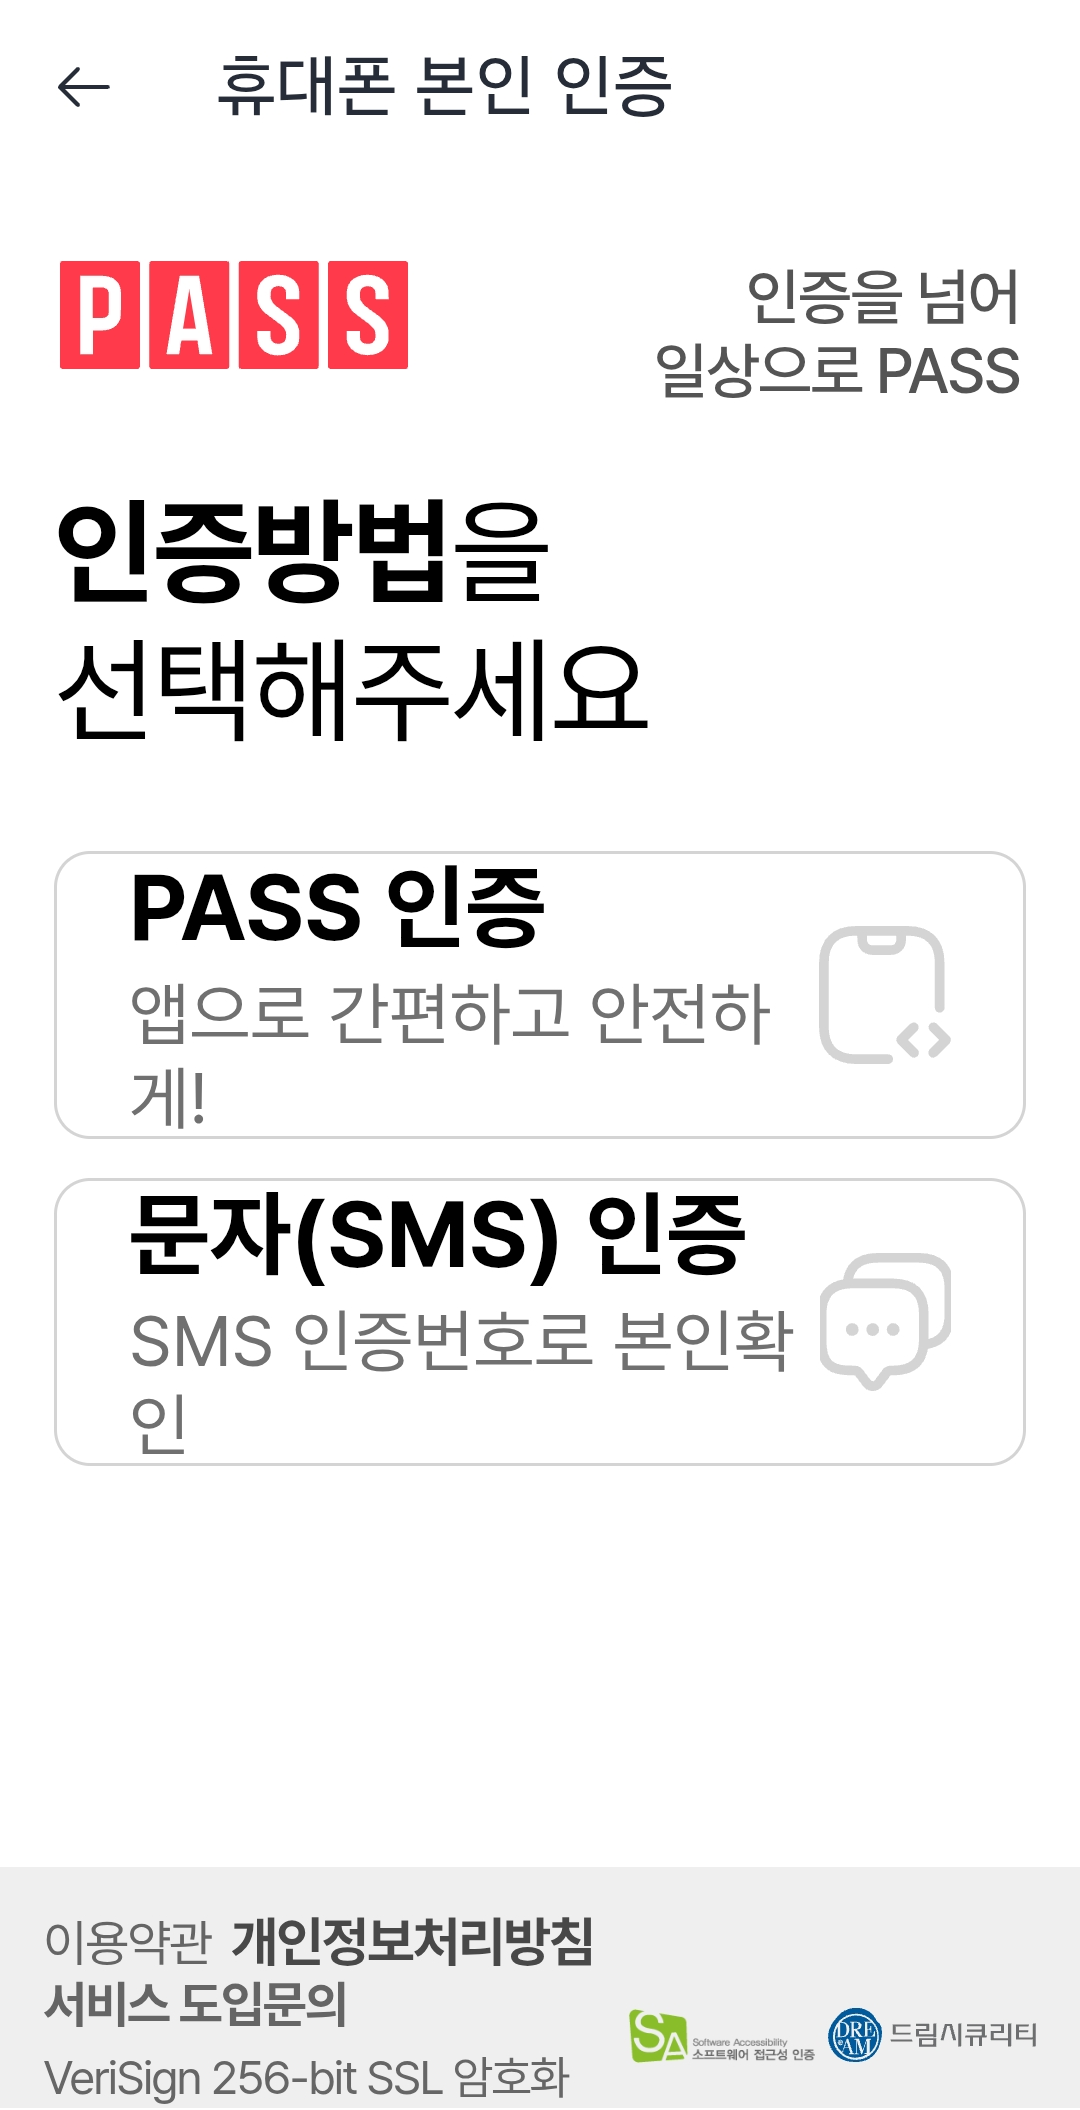 휴대폰 본인 인증
PASS
인증을 넘어
일상으로 PASS
인증방법을
선택해주세요
PASS 인증
앱으로 간편하고 안전하
게!
문자(SMS) 인증
SMS 인증번호로 본인확
인
이용약관 개인정보처리방침
서비스 도입문의
VeriSign 256-bit SSL 암호화
SA
Software Accessibility
소프트웨어 접근성 인증
DREAM
드림시큐리티